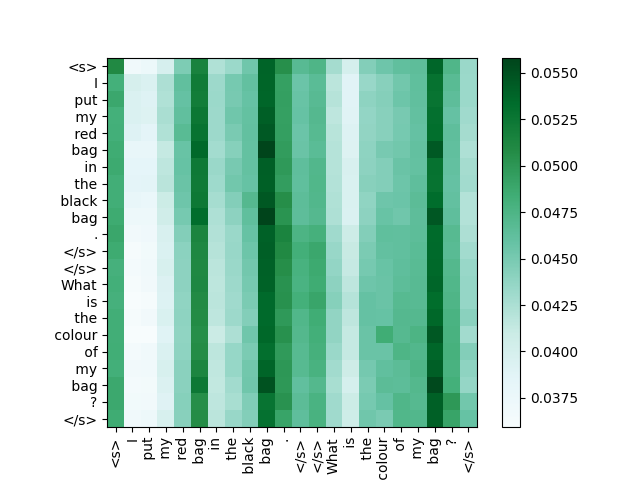 <s>
I
put
my
red
bag
in
the
black
bag
.
</s>
</s>
What
is
the
colour
of
my
bag
?
</s>
<s>
I
put
my
red
bag
in
the
black
bag
.
</s>
</s>
What
is
the
colour
of
my
bag
?
</s>
0.0550
0.0525
0.0500
0.0475
0.0450
0.0425
0.0400
0.0375